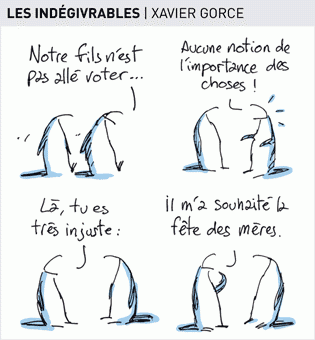 LES INDÉGIVRABLES | XAVIER GORCE
Notre fils n'est
pas allé voter...
Aucune notion de
l'importance des
choses !
Là, tu es
très injuste :
il m'a souhaité la
fête des mères.